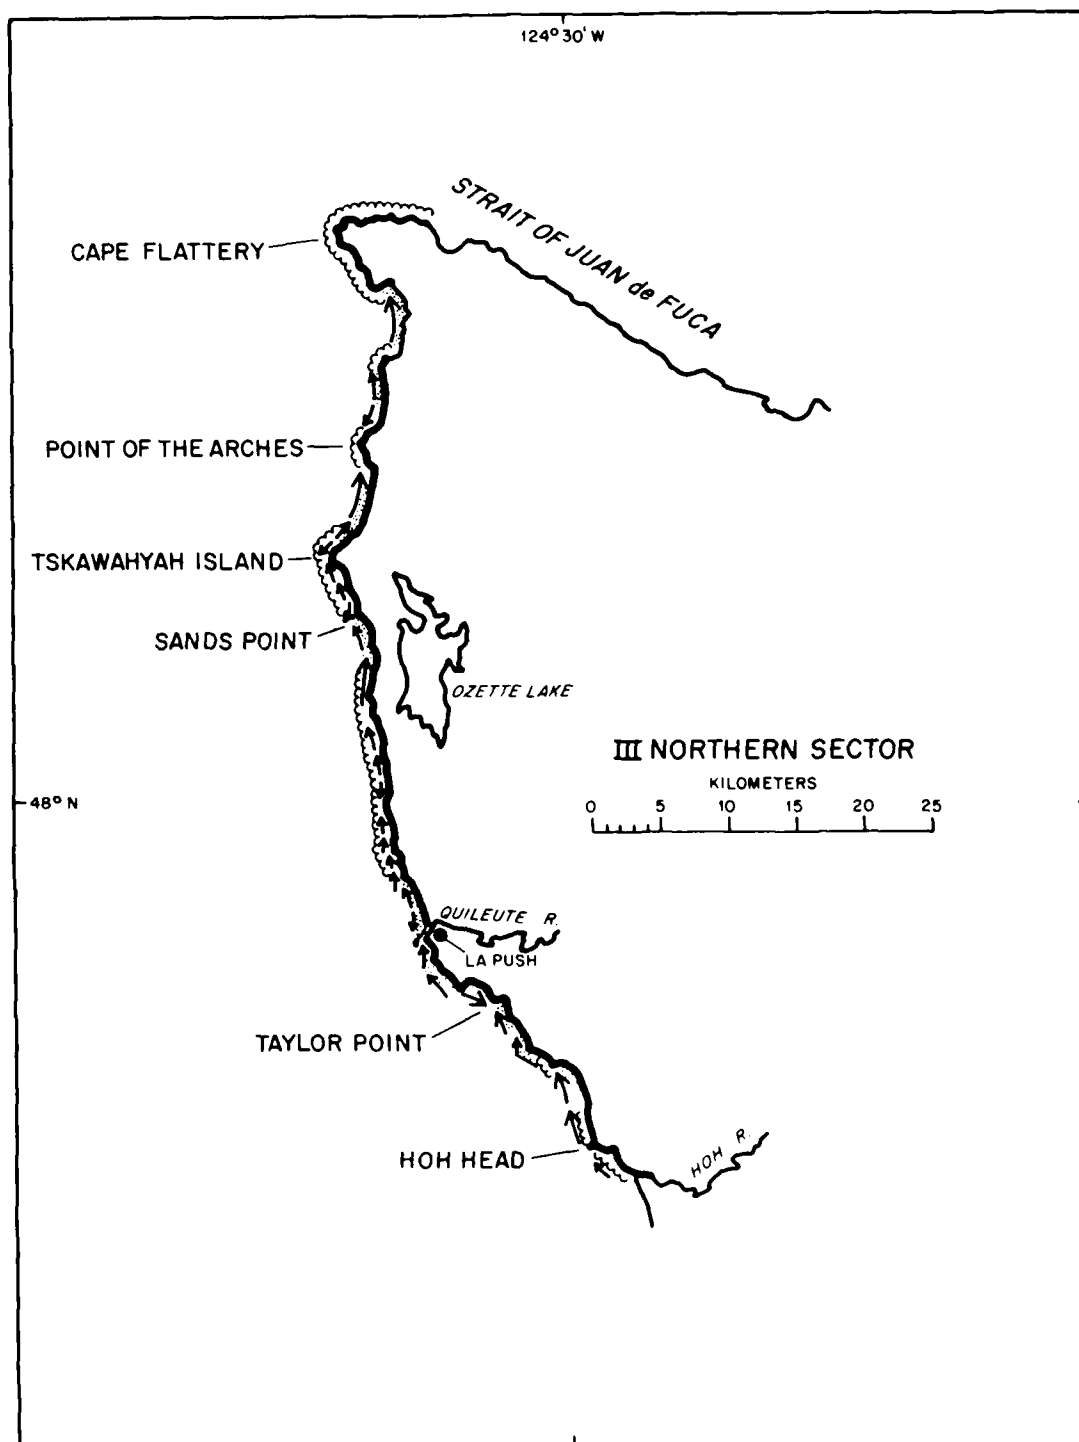 124° 30' W
STRAIT OF JUAN de FUCA
CAPE FLATTERY
POINT OF THE ARCHES
TSKAWAHYAH ISLAND
SANDS POINT
OZETTE LAKE
III NORTHERN SECTOR
KILOMETERS
0 5 10 15 20 25
48° N
QUILEUTE R.
LA PUSH
TAYLOR POINT
HOH HEAD
HOH R.